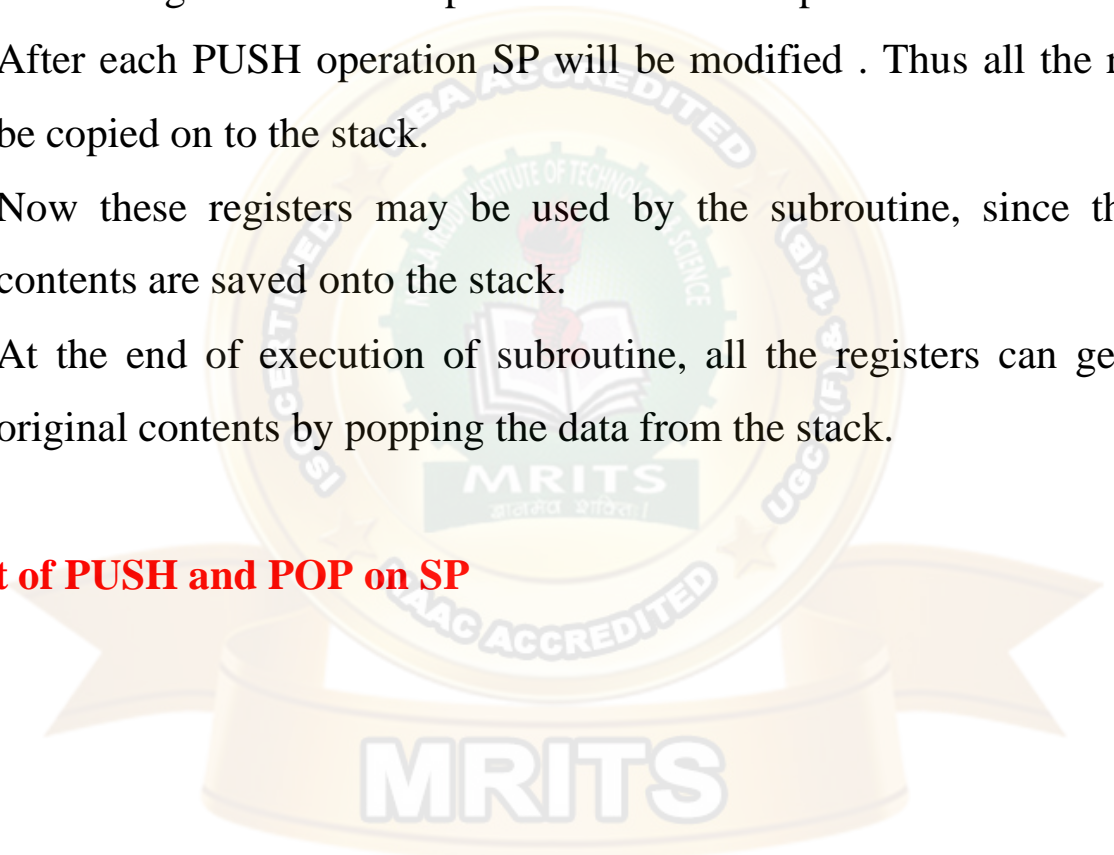 After each PUSH operation SP will be modified . Thus all the
be copied on to the stack.
Now these registers may be used by the subroutine, since
contents are saved onto the stack.
At the end of execution of subroutine, all the registers can
original contents by popping the data from the stack.
MRITS
of PUSH and POP on SP
ACCREDITED
MRITS